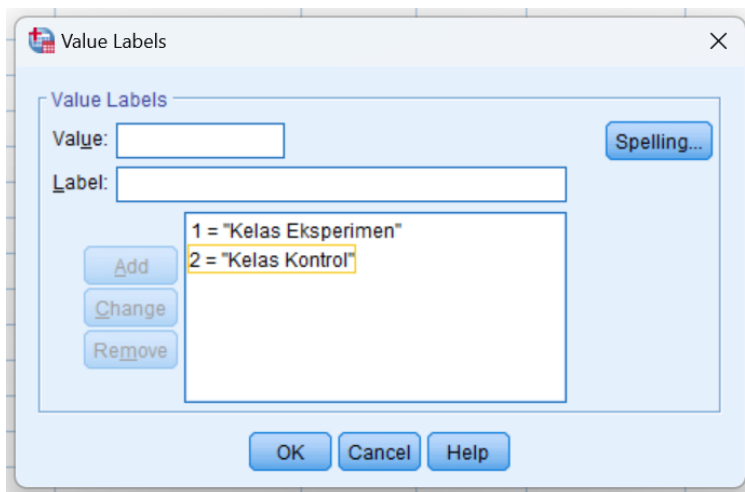 Value Labels
Value Labels
Value:
Spelling...
Label:
1 = "Kelas Eksperimen"
2 = "Kelas Kontrol"
Add
Change
Remove
OK Cancel Help